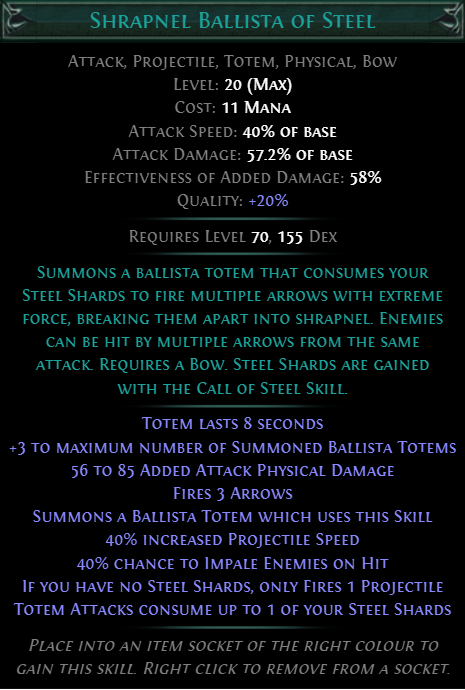 Shrapnel Ballista of Steel
Attack, Projectile, Totem, Physical, Bow
Level: 20 (Max)
Cost: 11 Mana
Attack Speed: 40% of base
Attack Damage: 57.2% of base
Effectiveness of Added Damage: 58%
Quality: +20%
Requires Level 70, 155 Dex
Summons a ballista totem that consumes your
Steel Shards to fire multiple arrows with extreme
force, breaking them apart into shrapnel. Enemies
can be hit by multiple arrows from the same
attack. Requires a Bow. Steel Shards are gained
with the Call of Steel Skill.
Totem lasts 8 seconds
+3 to maximum number of Summoned Ballista Totems
56 to 85 Added Attack Physical Damage
Fires 3 Arrows
Summons a Ballista Totem which uses this Skill
40% increased Projectile Speed
40% chance to Impale Enemies on Hit
If you have no Steel Shards, only Fires 1 Projectile
Totem Attacks consume up to 1 of your Steel Shards
Place into an item socket of the right colour to
gain this skill. Right click to remove from a socket.